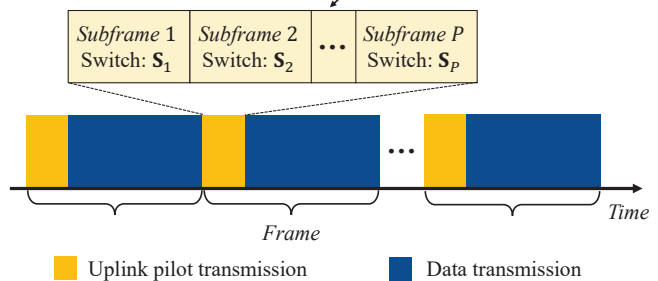 Subframe 1 Subframe 2 ... Subframe P
Switch: S₁ Switch: S₂ Switch: Sₚ
...
Time
Frame
Uplink pilot transmission Data transmission